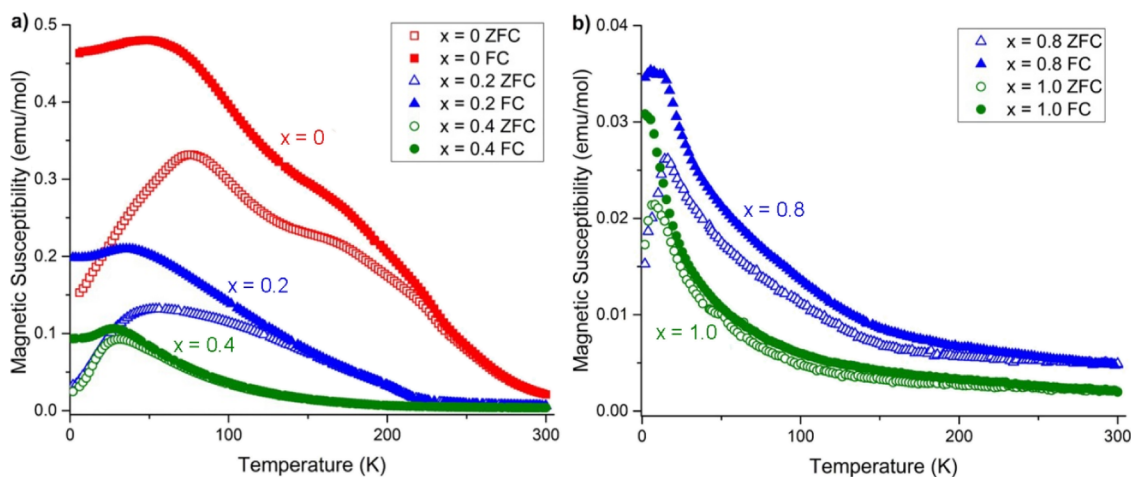 a)
Magnetic Susceptibility (emu/mol)
0.5
0.4
0.3
0.2
0.1
0.0
0
100
200
300
Temperature (K)
x = 0 ZFC
x = 0 FC
x = 0.2 ZFC
x = 0.2 FC
x = 0.4 ZFC
x = 0.4 FC
x = 0
x = 0.2
x = 0.4
b)
Magnetic Susceptibility (emu/mol)
0.04
0.03
0.02
0.01
0.00
0
100
200
300
Temperature (K)
x = 0.8 ZFC
x = 0.8 FC
x = 1.0 ZFC
x = 1.0 FC
x = 0.8
x = 1.0